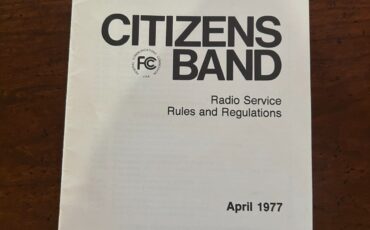 CITIZENS
FCC
BAND
Radio Service
Rules and Regulations
April 1977